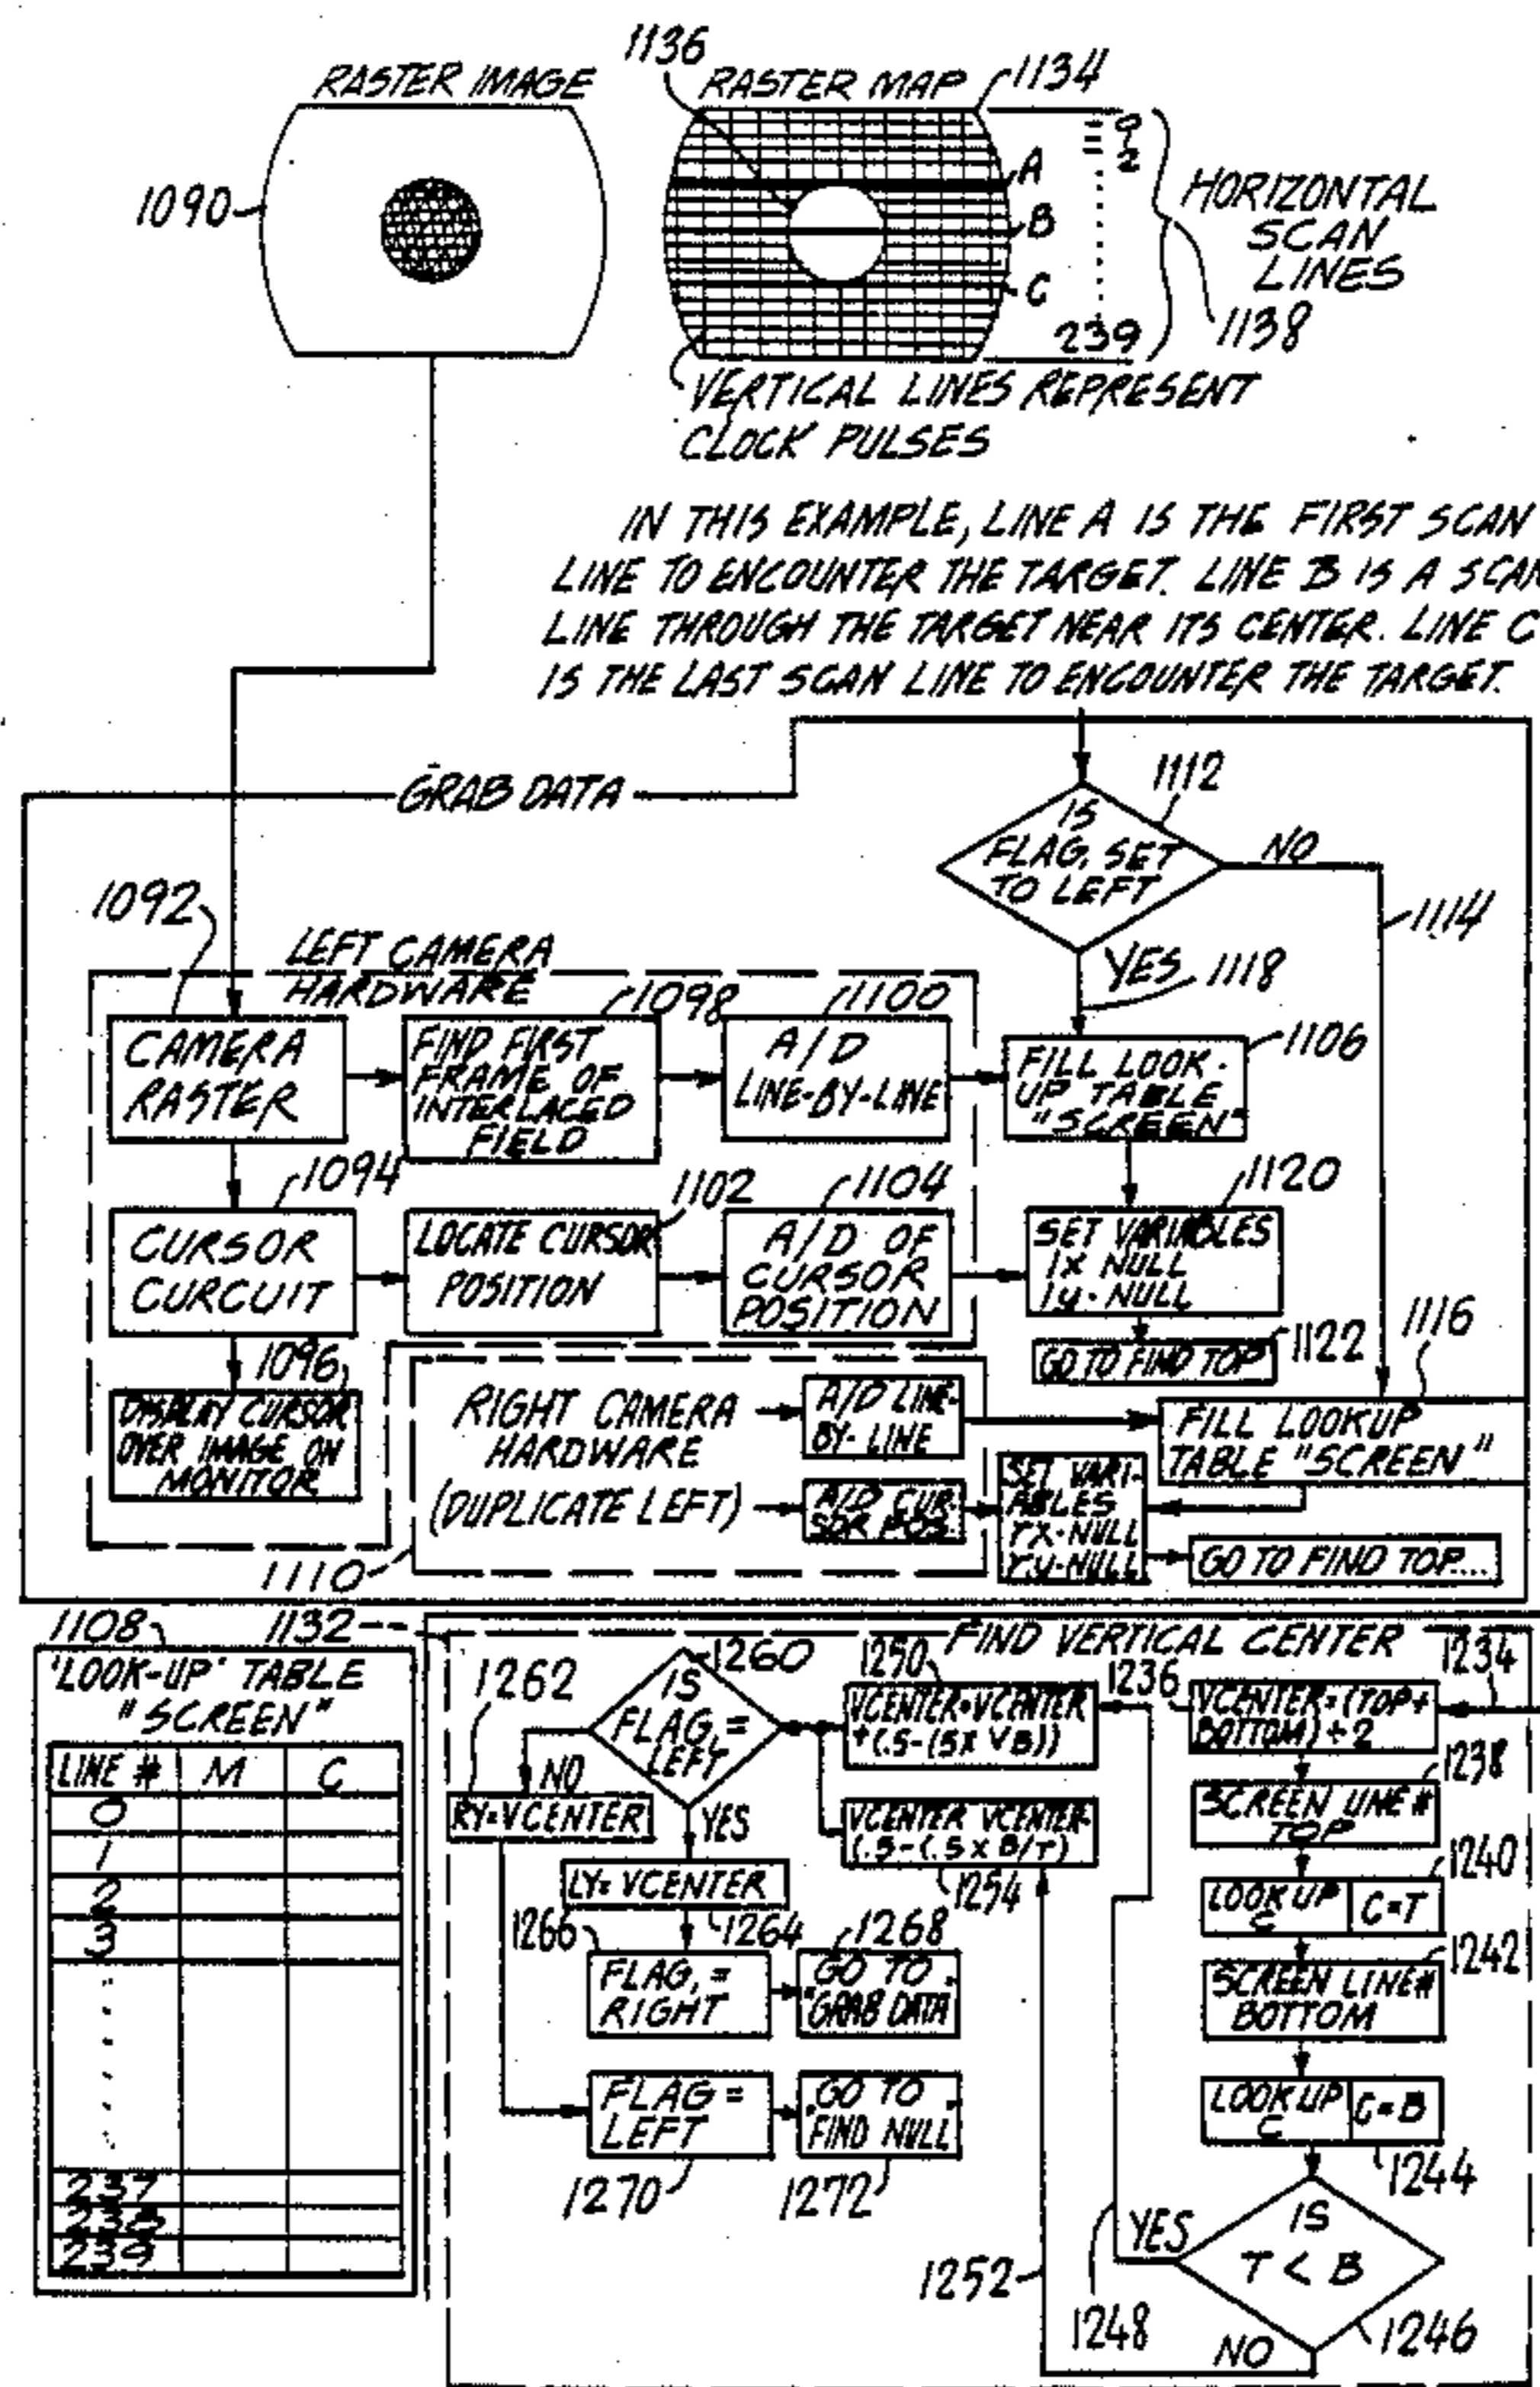 1136
RASTER IMAGE
RASTER MAP
1134
1090
A
B
C
0
2
239
HORIZONTAL
SCAN
LINES
1138
VERTICAL LINES REPRESENT
CLOCK PULSES
IN THIS EXAMPLE, LINE A IS THE FIRST SCAN
LINE TO ENCOUNTER THE TARGET. LINE B IS A SCAN
LINE THROUGH THE TARGET NEAR ITS CENTER. LINE C
IS THE LAST SCAN LINE TO ENCOUNTER THE TARGET.
GRAB DATA
1112
IS
FLAG, SET
TO LEFT
NO
1114
YES
1118
1092
LEFT CAMERA
HARDWARE
1098
1100
CAMERA
RASTER
FIND FIRST
FRAME OF
INTERLACED
FIELD
A/D
LINE-BY-LINE
FILL LOOK-
UP TABLE
"SCREEN"
1106
1094
1102
1104
1120
CURSOR
CURCUIT
LOCATE CURSOR
POSITION
A/D OF
CURSOR
POSITION
SET VARIABLES
lx NULL
ly-NULL
1096
GO TO FIND TOP
1122
1116
DISPLAY CURSOR
OVER IMAGE ON
MONITOR
RIGHT CAMERA
HARDWARE
(DUPLICATE LEFT)
A/D LINE-
BY-LINE
A/D CUR-
SOR POS.
FILL LOOKUP
TABLE "SCREEN"
SET VARI-
ABLES
rx-NULL
ry-NULL
GO TO FIND TOP....
1110
1108
1132
'LOOK-UP' TABLE
"SCREEN"
LINE # M C
0
1
2
3
237
238
239
FIND VERTICAL CENTER
1260
1262
IS
FLAG, =
LEFT
NO
YES
1250
VCENTER=VCENTER
1236
1234
VCENTER=(TOP+
BOTTOM)÷2
1238
SCREEN LINE #
TOP
RY=VCENTER
VCENTER VCENTER-
(.5-(.5 x B/T)
1254
1240
LOOK UP
C
C=T
LY=VCENTER
1264
1242
SCREEN LINE#
BOTTOM
1266
FLAG, =
RIGHT
1268
GO TO
"GRAB DATA"
LOOK UP
C
C=B
1244
FLAG =
LEFT
GO TO
"FIND NULL"
1270
1272
IS
T < B
YES
1252
1248
NO
1246